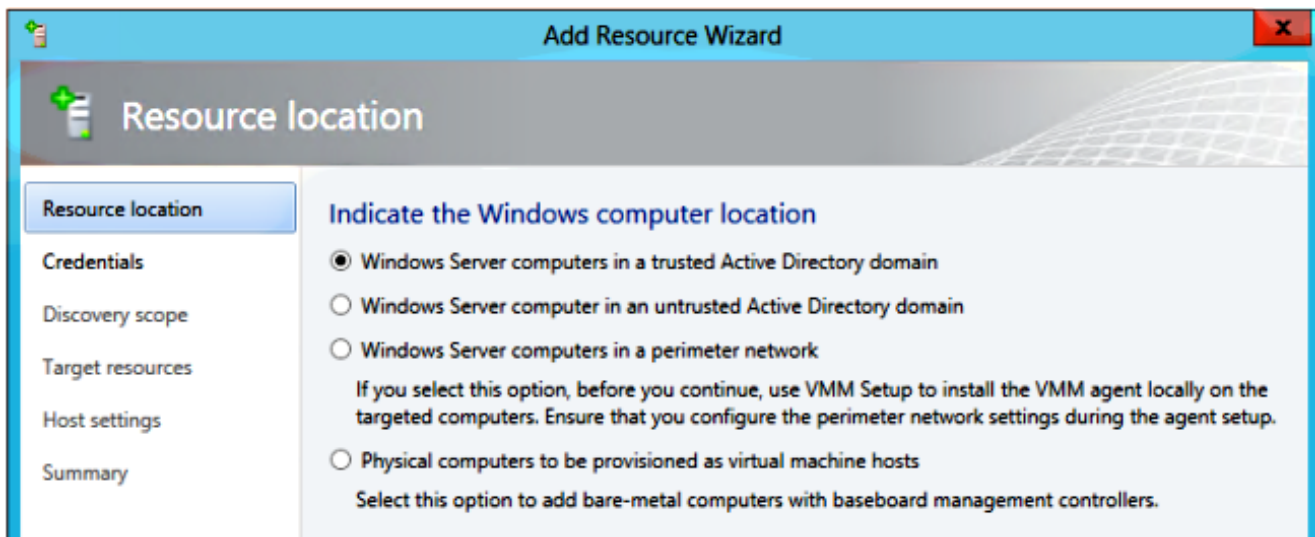 Add Resource Wizard
x
Resource location
Resource location
Credentials
Discovery scope
Target resources
Host settings
Summary
Indicate the Windows computer location
Windows Server computers in a trusted Active Directory domain
Windows Server computer in an untrusted Active Directory domain
Windows Server computers in a perimeter network
If you select this option, before you continue, use VMM Setup to install the VMM agent locally on the
targeted computers. Ensure that you configure the perimeter network settings during the agent setup.
Physical computers to be provisioned as virtual machine hosts
Select this option to add bare-metal computers with baseboard management controllers.